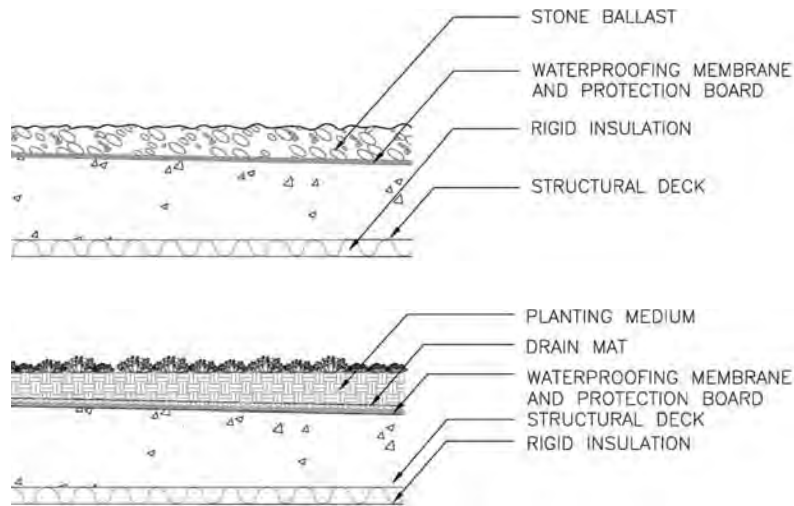 STONE BALLAST
WATERPROOFING MEMBRANE
AND PROTECTION BOARD
RIGID INSULATION
STRUCTURAL DECK
PLANTING MEDIUM
DRAIN MAT
WATERPROOFING MEMBRANE
AND PROTECTION BOARD
STRUCTURAL DECK
RIGID INSULATION